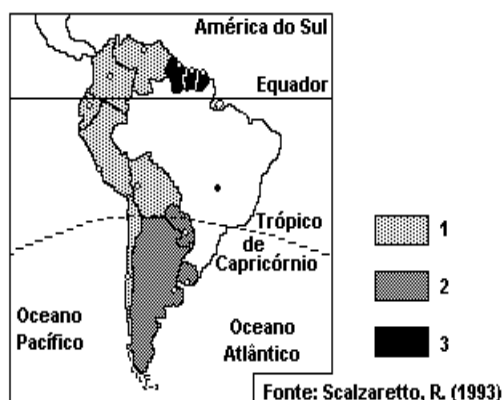 América do Sul
Equador
Trópico
de
Capricórnio
1
2
3
Oceano
Pacífico
Oceano
Atlântico
Fonte: Scalzaretto, R. (1993)